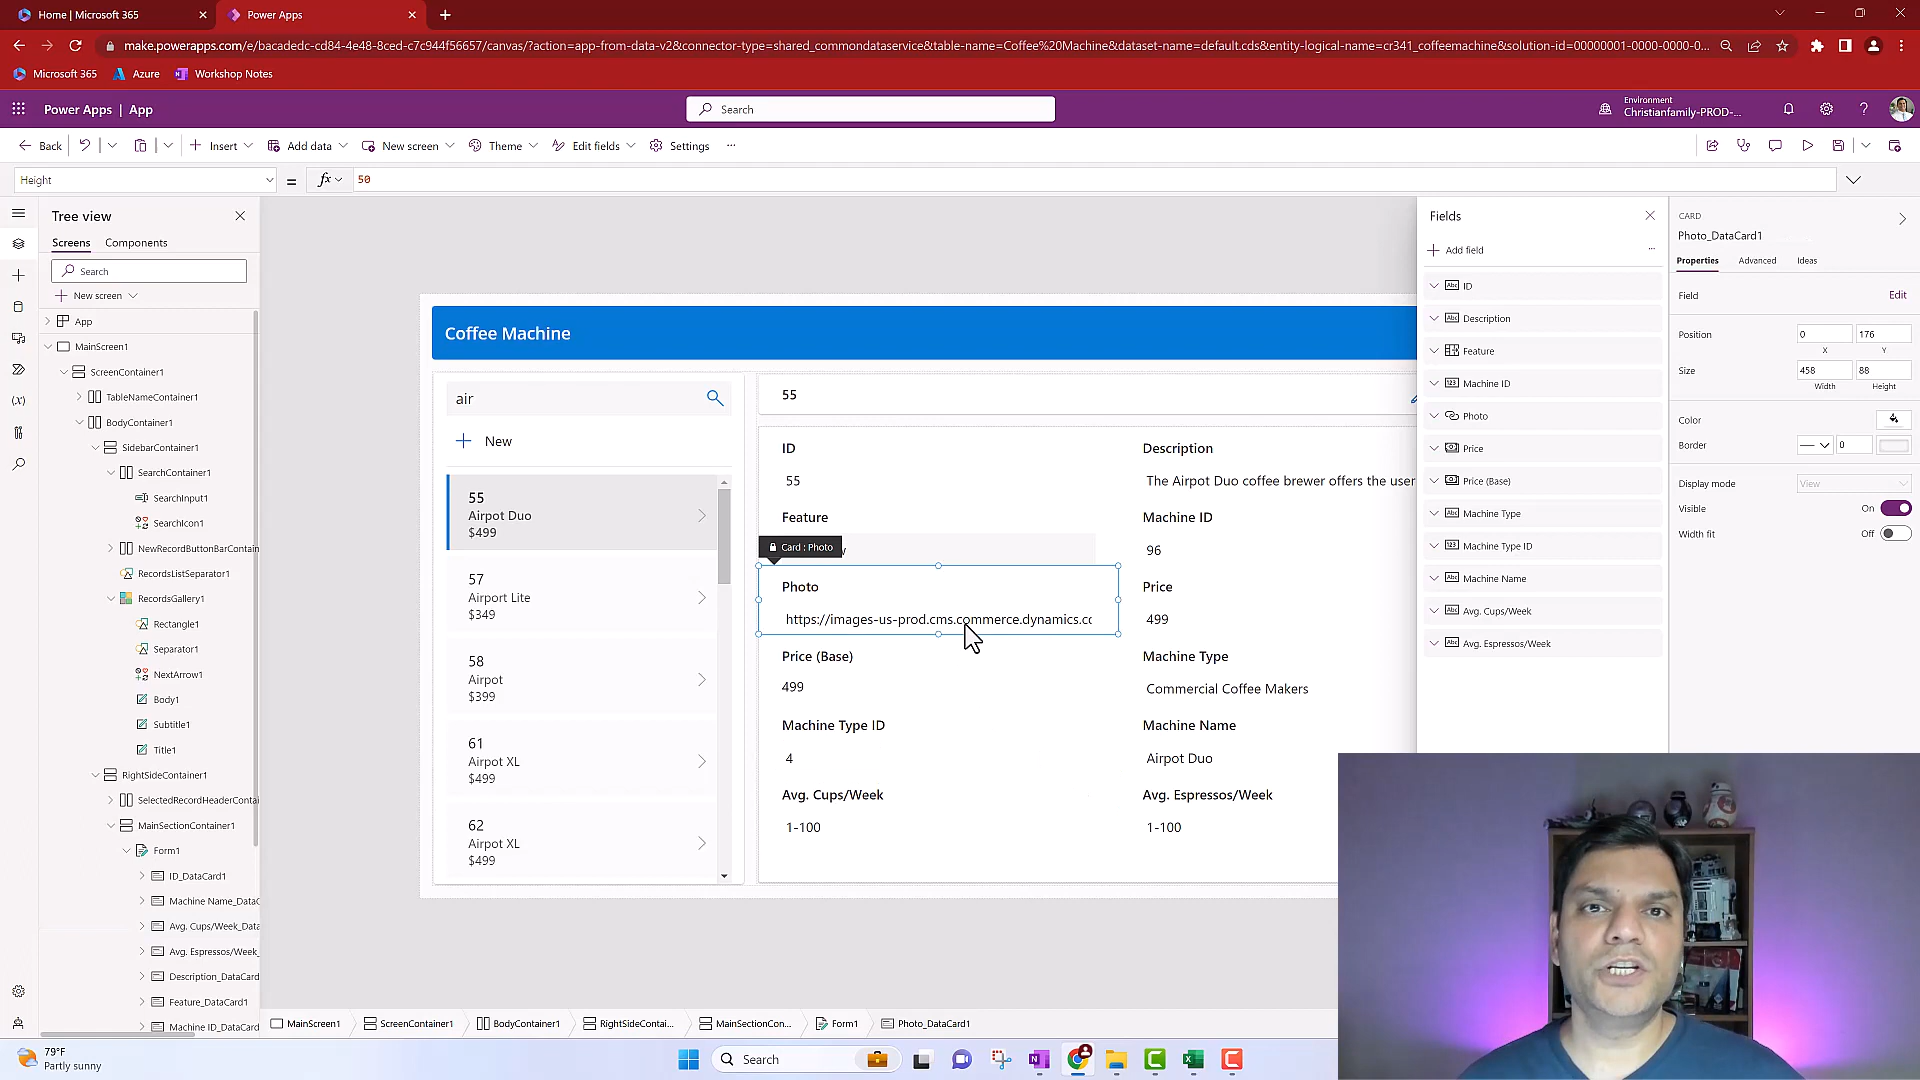 Home | Microsoft 365
Power Apps
make.powerapps.com/e/bacadedc-cd84-4e48-8ced-c7c944f56657/canvas/?action=app-from-data-v2&connector-type=shared_commondataservice&table-name=Coffee%20Machine&dataset-name=default.cds&entity-logical-name=cr341_coffeemachine&solution-id=00000001-0000-0000-0...
Microsoft 365
Azure
Workshop Notes
Power Apps | App
Search
Environment
Christianfamily-PROD-...
Back
Insert
Add data
New screen
Theme
Edit fields
Settings
Height
= fx 50
Tree view
Screens
Components
Search
New screen
App
MainScreen1
ScreenContainer1
TableNameContainer1
BodyContainer1
SidebarContainer1
SearchContainer1
SearchInput1
SearchIcon1
NewRecordButtonBarContain
RecordsListSeparator1
RecordsGallery1
Rectangle1
Separator1
NextArrow1
Body1
Subtitle1
Title1
RightSideContainer1
SelectedRecordHeaderConta
MainSectionContainer1
Form1
ID_DataCard1
Machine Name_DataC
Avg. Cups/Week_Data
Avg. Espressos/Week_
Description_DataCard
Feature_DataCard1
Machine ID_DataCard
Coffee Machine
air
New
55
Airpot Duo
$499
57
Airport Lite
$349
58
Airpot
$399
61
Airpot XL
$499
62
Airpot XL
$499
55
ID
55
Description
The Airpot Duo coffee brewer offers the user
Feature
Machine ID
96
Card : Photo
Photo
https://images-us-prod.cms.commerce.dynamics.cc
Price
499
Price (Base)
499
Machine Type
Commercial Coffee Makers
Machine Type ID
4
Machine Name
Airpot Duo
Avg. Cups/Week
1-100
Avg. Espressos/Week
1-100
Fields
Add field
ID
Description
Feature
Machine ID
Photo
Price
Price (Base)
Machine Type
Machine Type ID
Machine Name
Avg. Cups/Week
Avg. Espressos/Week
CARD
Photo_DataCard1
Properties
Advanced
Ideas
Field
Edit
Position
0
176
X
Y
Size
458
88
Width
Height
Color
Border
0
Display mode
View
Visible
On
Width fit
Off
MainScreen1
ScreenContainer1
BodyContainer1
RightSideContai...
MainSectionCon...
Form1
Photo_DataCard1
79°F
Partly sunny
Search